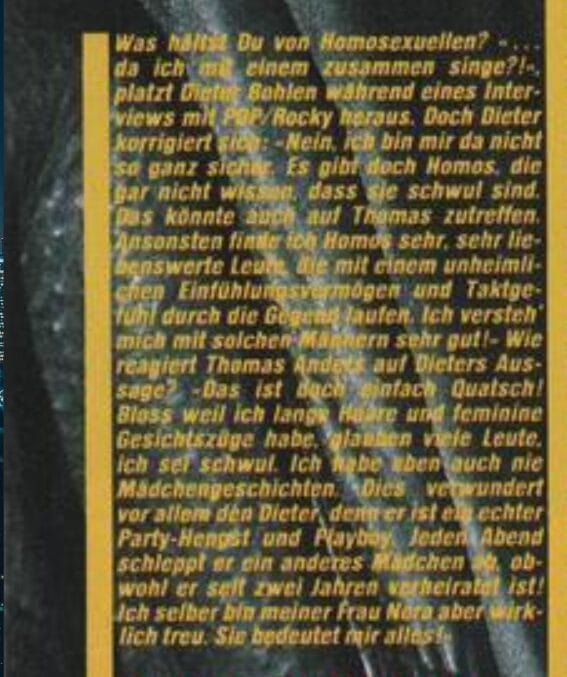 Was hältst Du von Homosexuellen? «...
da ich mit einem zusammen singe?!»,
platzt Dieter Bohlen während eines Inter-
views mit POP/Rocky heraus. Doch Dieter
korrigiert sich: «Nein, ich bin mir da nicht
so ganz sicher. Es gibt doch Homos, die
gar nicht wissen, dass sie schwul sind.
Das könnte auch auf Thomas zutreffen.
Ansonsten finde ich Homos sehr, sehr lie-
benswerte Leute, die mit einem unheimli-
chen Einfühlungsvermögen und Taktge-
fühl durch die Gegend laufen. Ich versteh'
mich mit solchen Männern sehr gut!» Wie
reagiert Thomas Anders auf Dieters Aus-
sage? «Das ist doch einfach Quatsch!
Bloss weil ich lange Haare und feminine
Gesichtszüge habe, glauben viele Leute,
ich sei schwul. Ich habe eben auch nie
Mädchengeschichten. Dies verwundert
vor allem den Dieter, denn er ist ein echter
Party-Hengst und Playboy. Jeden Abend
schleppt er ein anderes Mädchen ab, ob-
wohl er seit zwei Jahren verheiratet ist!
Ich selber bin meiner Frau Nora aber wirk-
lich treu. Sie bedeutet mir alles!»